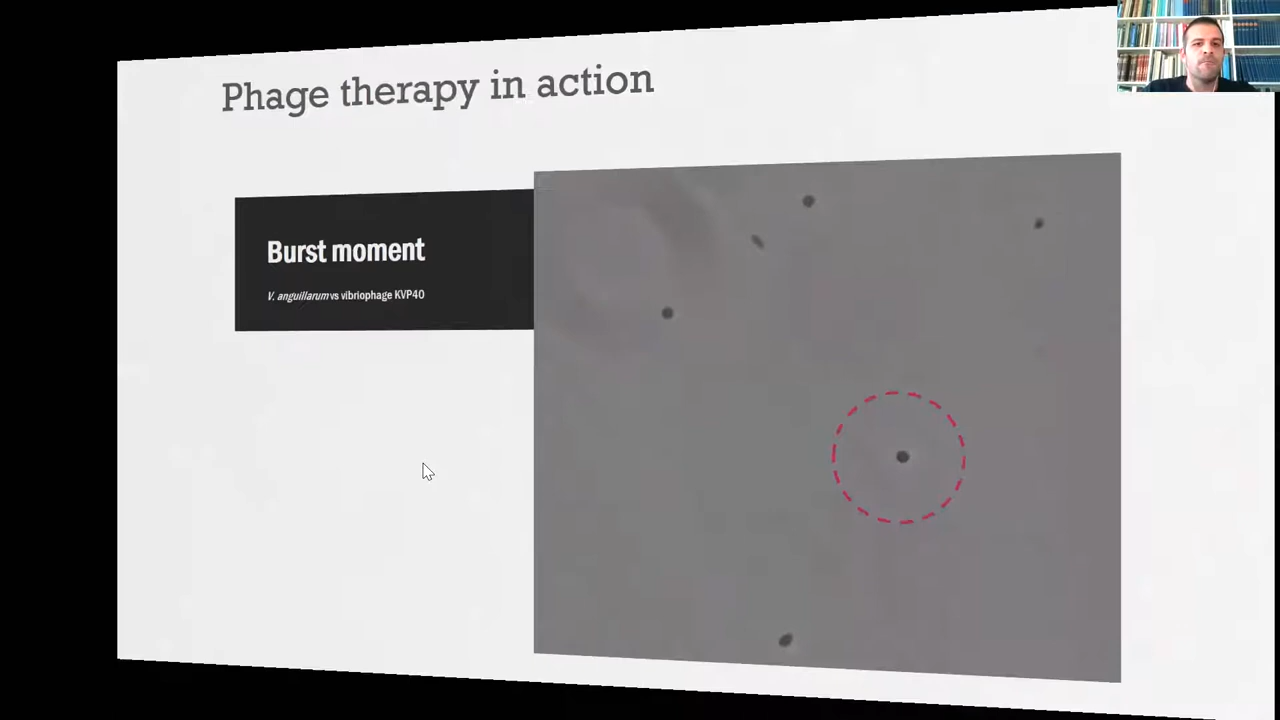 Phage therapy in action
Burst moment
V. anguillarum vs vibriophage KVP40